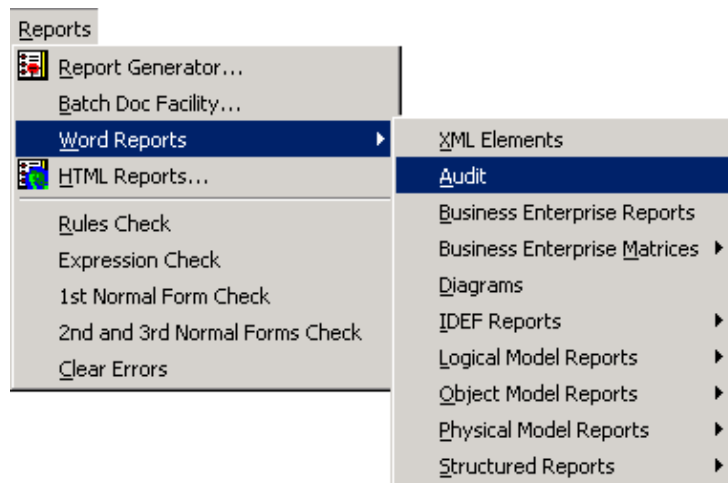 Reports
Report Generator...
Batch Doc Facility...
Word Reports
HTML Reports...
Rules Check
Expression Check
1st Normal Form Check
2nd and 3rd Normal Forms Check
Clear Errors
XML Elements
Audit
Business Enterprise Reports
Business Enterprise Matrices
Diagrams
IDEF Reports
Logical Model Reports
Object Model Reports
Physical Model Reports
Structured Reports